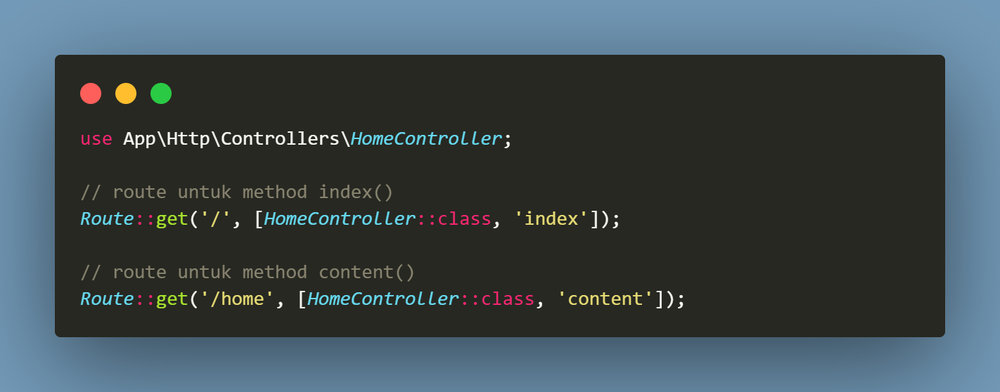 use App\Http\Controllers\HomeController;
// route untuk method index()
Route::get('/', [HomeController::class, 'index']);
// route untuk method content()
Route::get('/home', [HomeController::class, 'content']);